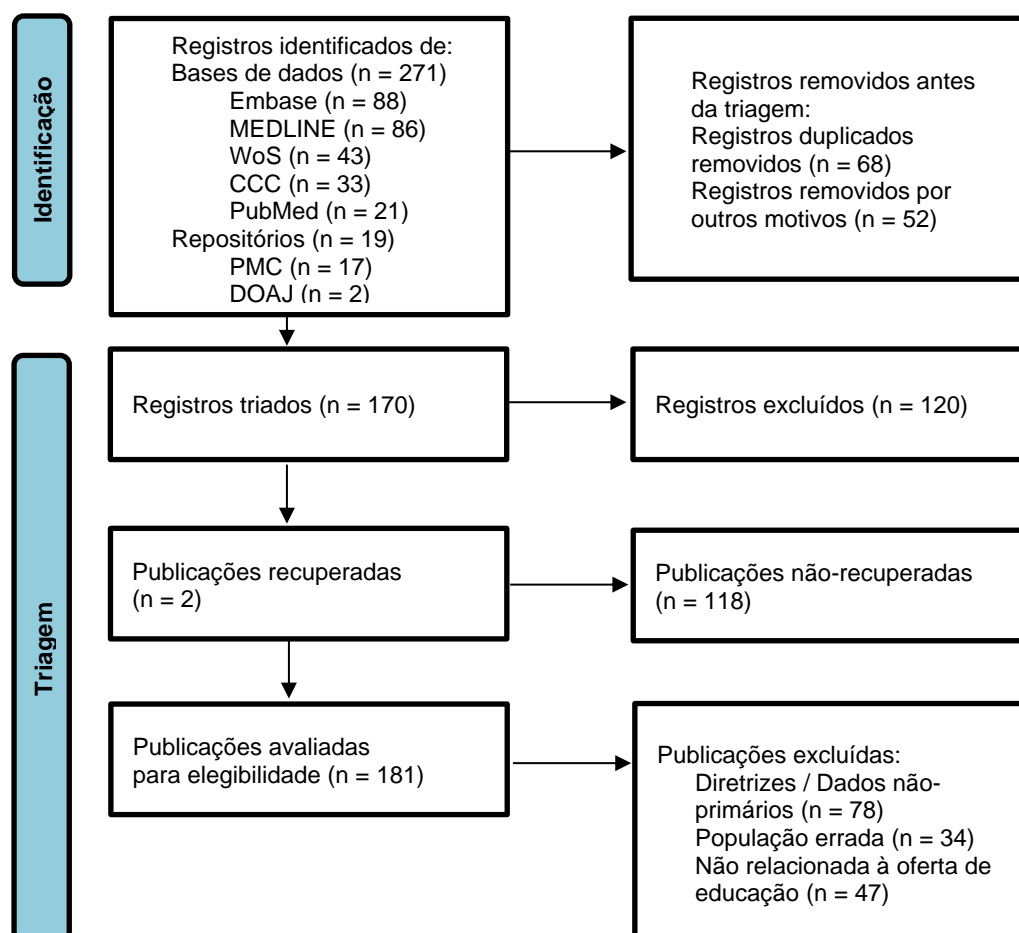 Identificação
Registros identificados de:
Bases de dados (n = 271)
Embase (n = 88)
MEDLINE (n = 86)
WoS (n = 43)
CCC (n = 33)
PubMed (n = 21)
Repositórios (n = 19)
PMC (n = 17)
DOAJ (n = 2)
Registros removidos antes
da triagem:
Registros duplicados
removidos (n = 68)
Registros removidos por
outros motivos (n = 52)
Triagem
Registros triados (n = 170)
Registros excluídos (n = 120)
Publicações recuperadas
(n = 2)
Publicações não-recuperadas
(n = 118)
Publicações avaliadas
para elegibilidade (n = 181)
Publicações excluídas:
Diretrizes / Dados não-
primários (n = 78)
População errada (n = 34)
Não relacionada à oferta de
educação (n = 47)